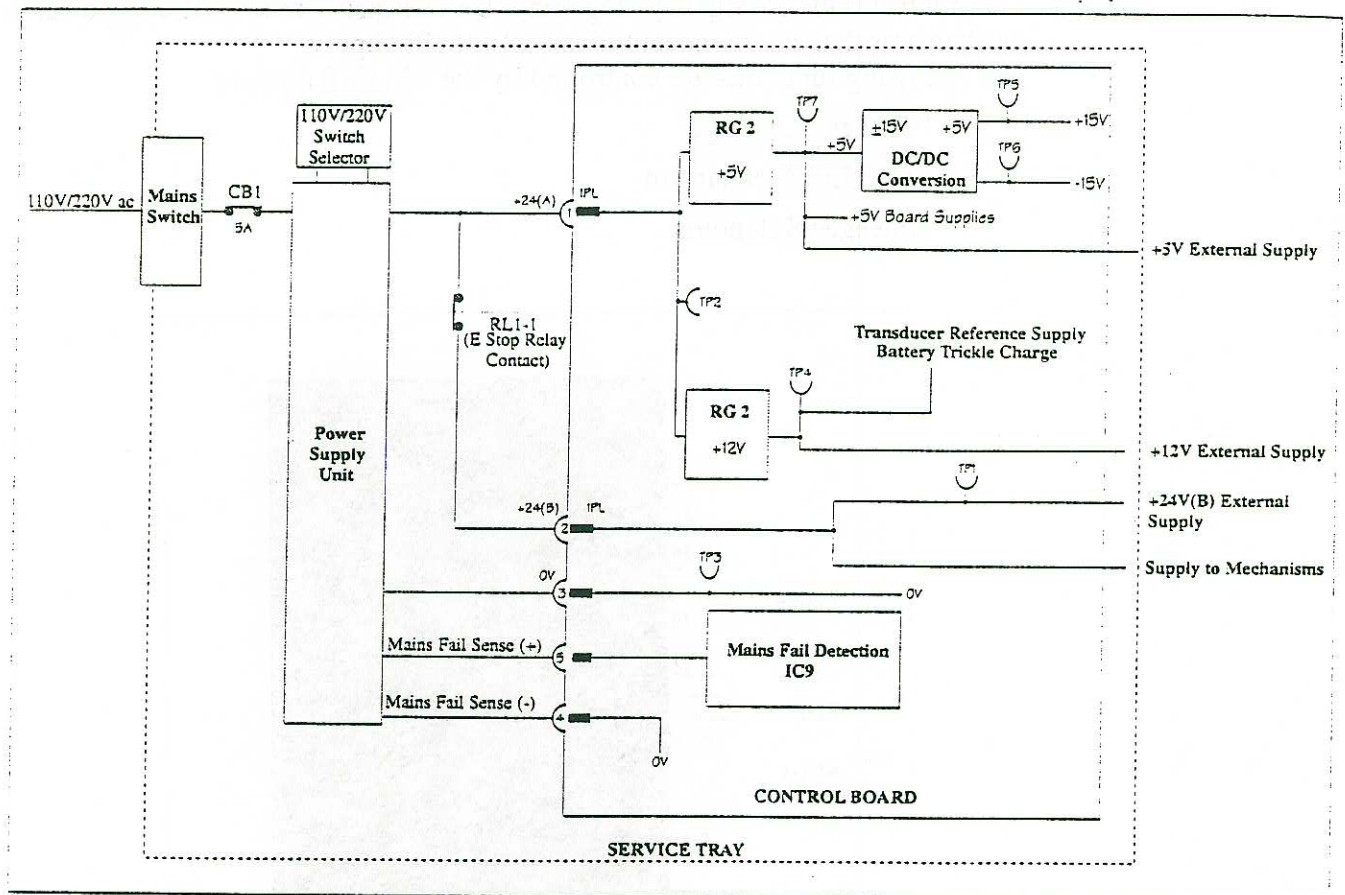 110V/220V
Switch
Selector
RG 2
+5V
TP7
+5V
±15V +5V
DC/DC
Conversion
TP5
+15V
TP6
-15V
110V/220V ac
Mains
Switch
CB1
5A
+24(A)
1
1PL
+5V Board Supplies
+5V External Supply
TP2
RL1-1
(E Stop Relay
Contact)
Transducer Reference Supply
Battery Trickle Charge
TP4
RG 2
+12V
+12V External Supply
Power
Supply
Unit
TP1
+24(B)
2
1PL
+24V(B) External
Supply
TP3
Supply to Mechanisms
0V
3
0V
Mains Fail Sense (+)
5
Mains Fail Detection
IC9
Mains Fail Sense (-)
4
0V
CONTROL BOARD
SERVICE TRAY